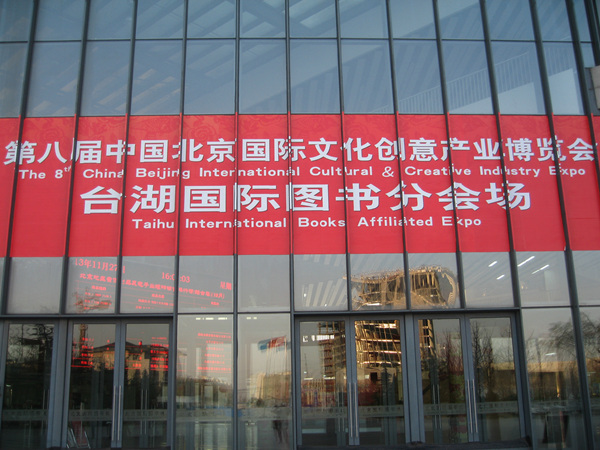 第八届中国北京国际文化创意产业博览会
The 8th China Beijing International Cultural & Creative Industry Expo
台湖国际图书分会场
Taihu International Books Affiliated Expo